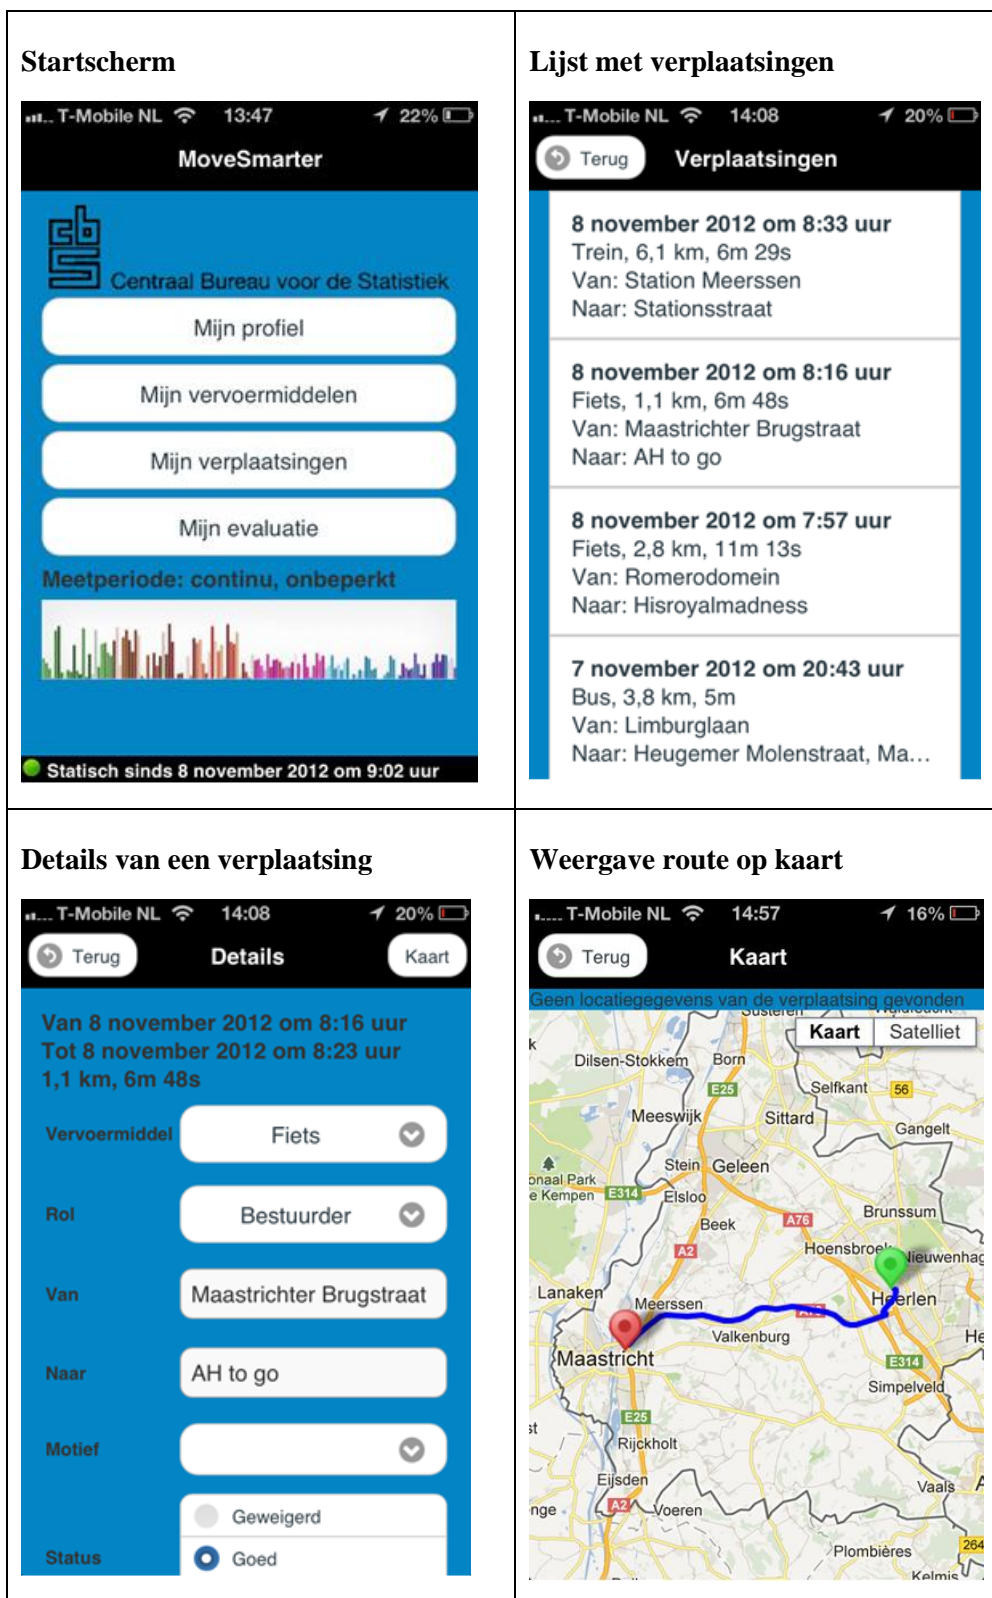 Startscherm
T-Mobile NL 13:47 22%
MoveSmarter
cbs
Centraal Bureau voor de Statistiek
Mijn profiel
Mijn vervoermiddelen
Mijn verplaatsingen
Mijn evaluatie
Meetperiode: continu, onbeperkt
Statisch sinds 8 november 2012 om 9:02 uur
Lijst met verplaatsingen
T-Mobile NL 14:08 20%
Terug Verplaatsingen
8 november 2012 om 8:33 uur
Trein, 6,1 km, 6m 29s
Van: Station Meerssen
Naar: Stationsstraat
8 november 2012 om 8:16 uur
Fiets, 1,1 km, 6m 48s
Van: Maastrichter Brugstraat
Naar: AH to go
8 november 2012 om 7:57 uur
Fiets, 2,8 km, 11m 13s
Van: Romerodomein
Naar: Hisroyalmadness
7 november 2012 om 20:43 uur
Bus, 3,8 km, 5m
Van: Limburglaan
Naar: Heugemer Molenstraat, Ma...
Details van een verplaatsing
T-Mobile NL 14:08 20%
Terug Details Kaart
Van 8 november 2012 om 8:16 uur
Tot 8 november 2012 om 8:23 uur
1,1 km, 6m 48s
Vervoermiddel Fiets
Rol Bestuurder
Van Maastrichter Brugstraat
Naar AH to go
Motief
Geweigerd
Status Goed
Weergave route op kaart
T-Mobile NL 14:57 16%
Terug Kaart
Geen locatiegegevens van de verplaatsing gevonden
Susteren
Kaart Satelliet
Dilsen-Stokkem Born
E25 Selfkant 56
Meeswijk Sittard Gangelt
Stein Geleen
onaal Park
e Kempen E314 Elsloo
Beek A76 Brunssum
A2 Hoensbroek Nieuwenhag
Lanaken Meerssen Heerlen
Valkenburg He
Maastricht E314
Simpelveld
E25
st Rijckholt
Eijsden Vaals A
nge A2 Voeren
Plombières 264
Kelmis